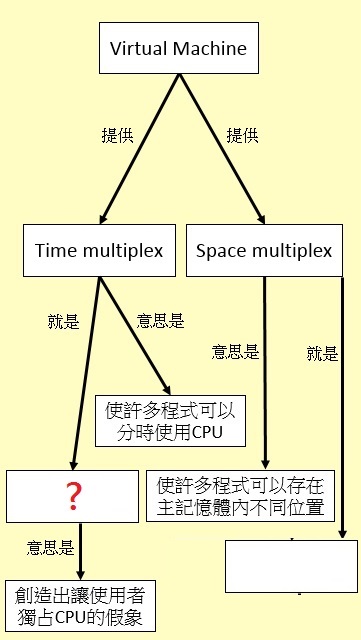 Virtual Machine
提供
提供
Time multiplex
Space multiplex
就是
意思是
意思是
就是
使許多程式可以
分時使用CPU
?
使許多程式可以存在
主記憶體內不同位置
意思是
創造出讓使用者
獨占CPU的假象